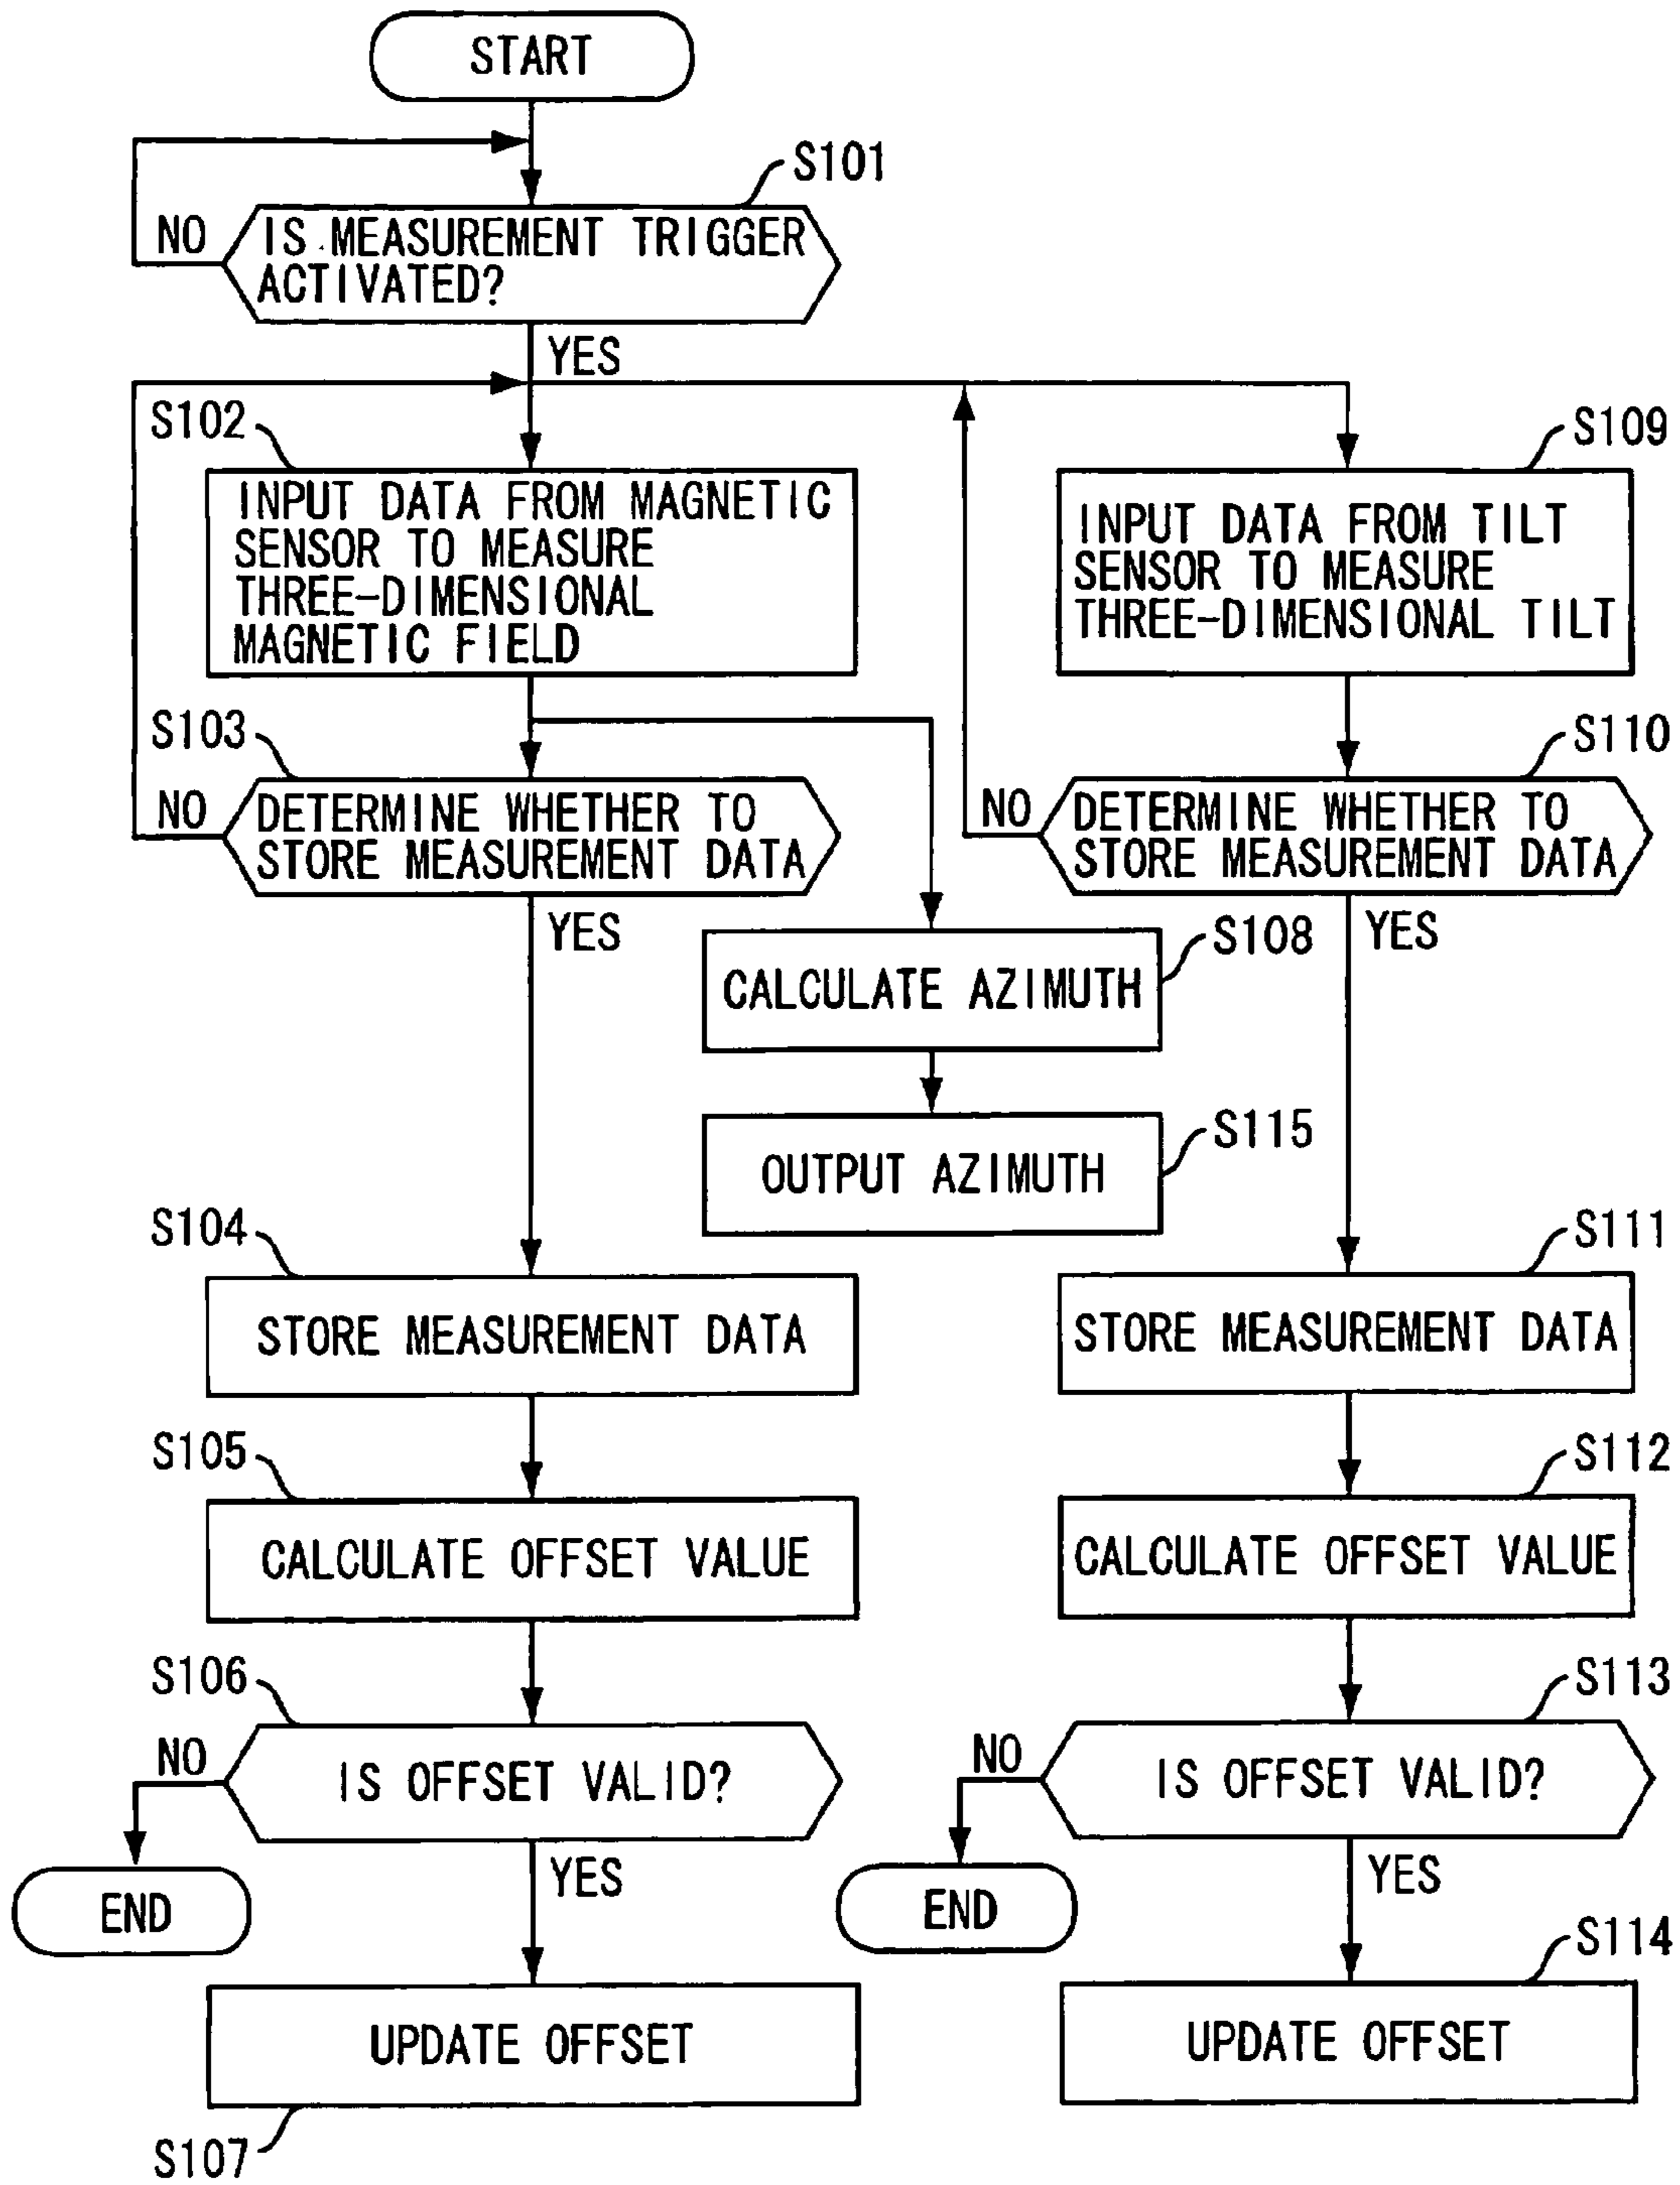 START
S101
NO
IS MEASUREMENT TRIGGER
ACTIVATED?
YES
S102
INPUT DATA FROM MAGNETIC
SENSOR TO MEASURE
THREE-DIMENSIONAL
MAGNETIC FIELD
S109
INPUT DATA FROM TILT
SENSOR TO MEASURE
THREE-DIMENSIONAL TILT
S103
NO
DETERMINE WHETHER TO
STORE MEASUREMENT DATA
YES
S110
NO
DETERMINE WHETHER TO
STORE MEASUREMENT DATA
YES
S108
CALCULATE AZIMUTH
S115
OUTPUT AZIMUTH
S104
STORE MEASUREMENT DATA
S111
STORE MEASUREMENT DATA
S105
CALCULATE OFFSET VALUE
S112
CALCULATE OFFSET VALUE
S106
NO
IS OFFSET VALID?
END
YES
S113
NO
IS OFFSET VALID?
END
YES
UPDATE OFFSET
S107
S114
UPDATE OFFSET